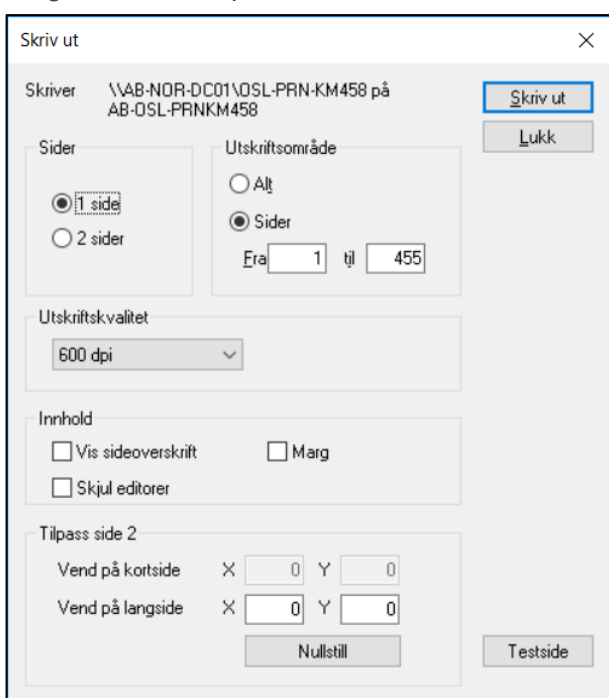 Skriv ut
Skriver \\AB-NOR-DC01\OSL-PRN-KM458 på
AB-OSL-PRNKM458
Skriv ut
Lukk
Sider
1 side
2 sider
Utskriftsområde
Alt
Sider
Fra 1 til 455
Utskriftskvalitet
600 dpi
Innhold
Vis sideoverskrift Marg
Skjul editorer
Tilpass side 2
Vend på kortside X 0 Y 0
Vend på langside X 0 Y 0
Nullstill
Testside